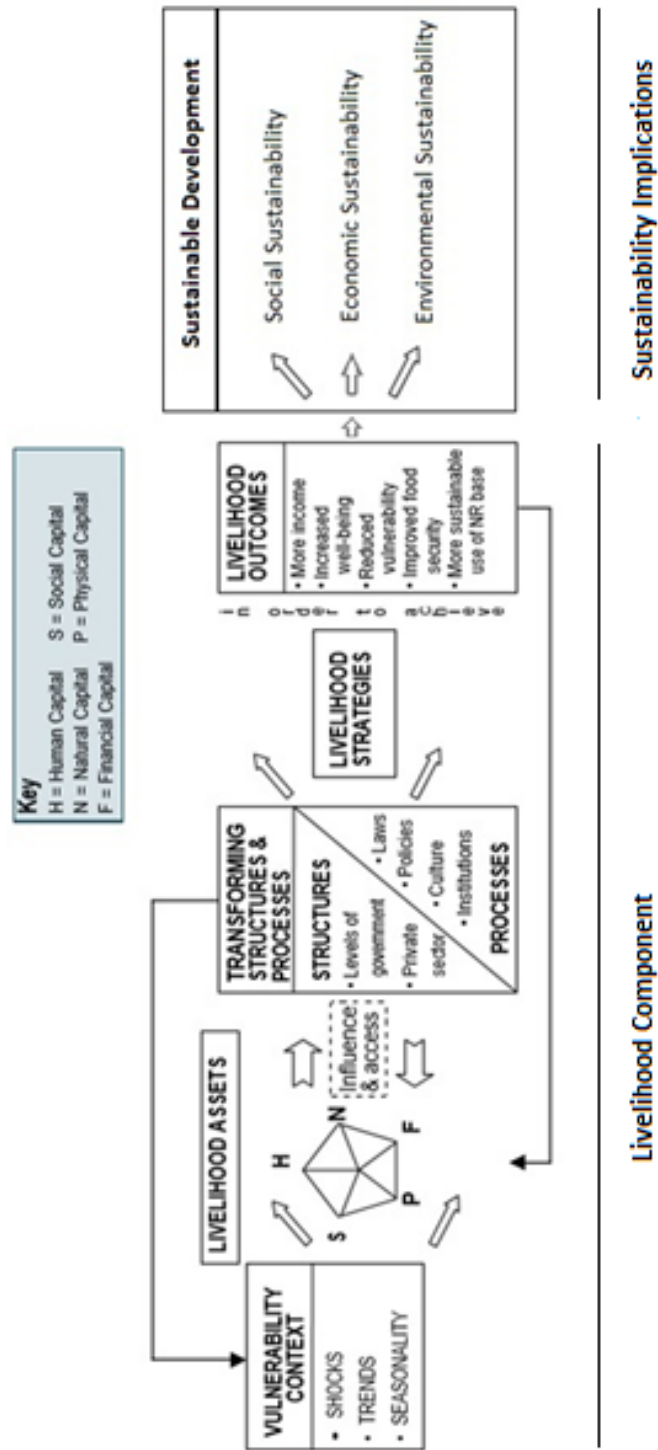 Key
H = Human Capital S = Social Capital
N = Natural Capital P = Physical Capital
F = Financial Capital
VULNERABILITY
CONTEXT
• SHOCKS
• TRENDS
• SEASONALITY
LIVELIHOOD ASSETS
H
S
N
P
F
Influence
& access
TRANSFORMING
STRUCTURES &
PROCESSES
STRUCTURES
• Levels of
government
• Private
sector
• Laws
• Policies
• Culture
• Institutions
PROCESSES
LIVELIHOOD
STRATEGIES
in order to achieve
LIVELIHOOD
OUTCOMES
• More income
• Increased
well-being
• Reduced
vulnerability
• Improved food
security
• More sustainable
use of NR base
Sustainable Development
Social Sustainability
Economic Sustainability
Environmental Sustainability
Livelihood Component
Sustainability Implications